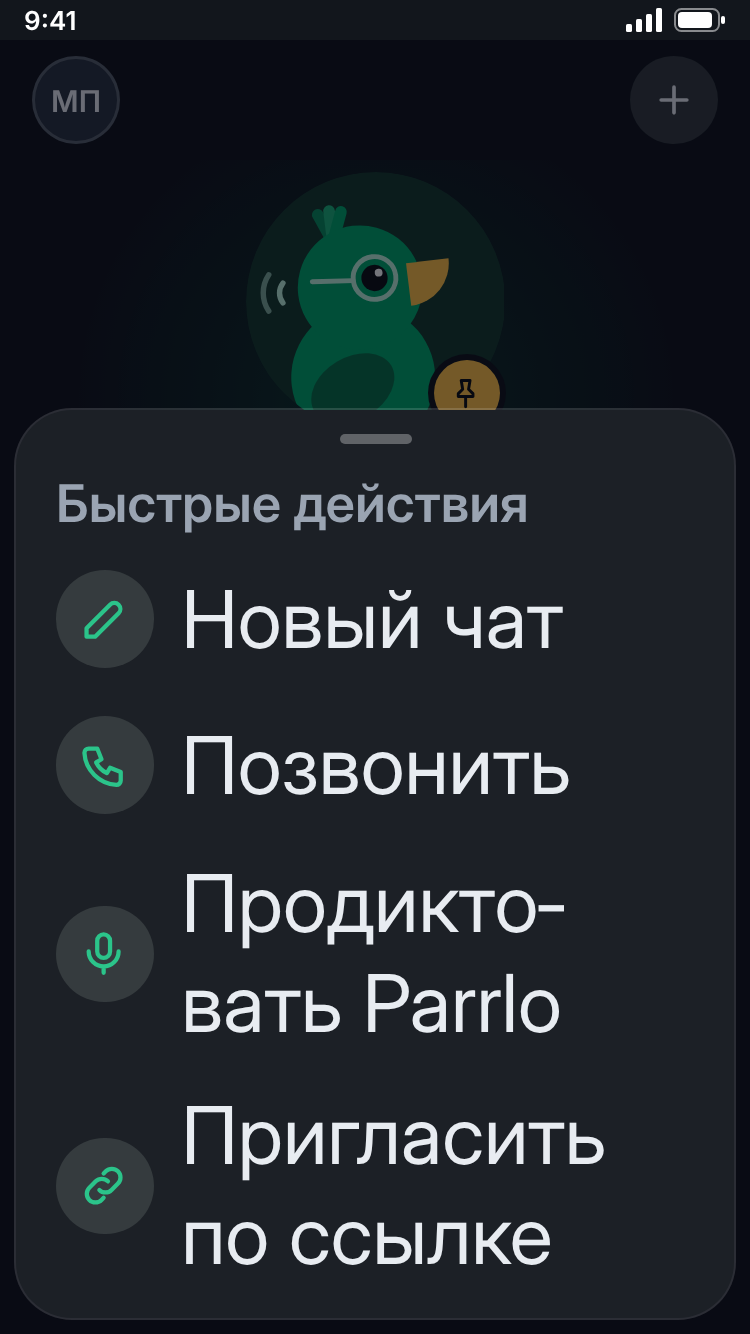 9:41
МП
Быстрые действия
Новый чат
Позвонить
Продикто-
вать Parrlo
Пригласить
по ссылке